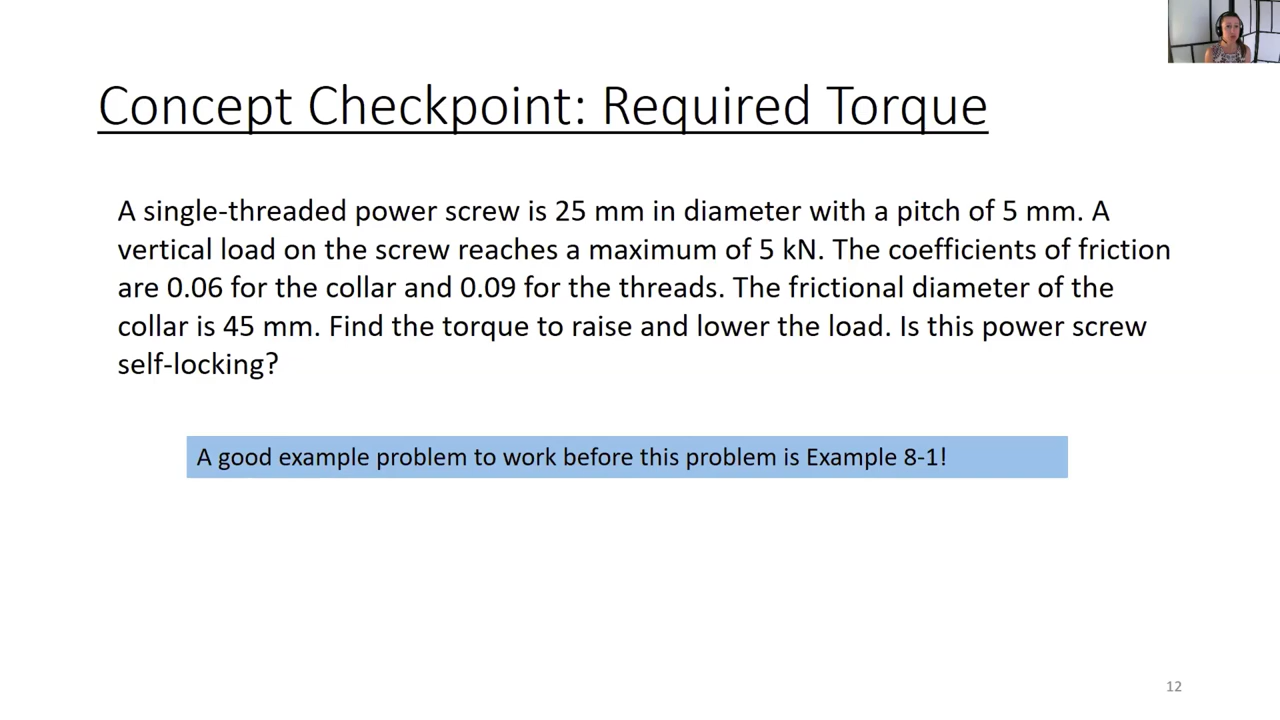 Concept Checkpoint: Required Torque
A single-threaded power screw is 25 mm in diameter with a pitch of 5 mm. A
vertical load on the screw reaches a maximum of 5 kN. The coefficients of friction
are 0.06 for the collar and 0.09 for the threads. The frictional diameter of the
collar is 45 mm. Find the torque to raise and lower the load. Is this power screw
self-locking?
A good example problem to work before this problem is Example 8-1!
12